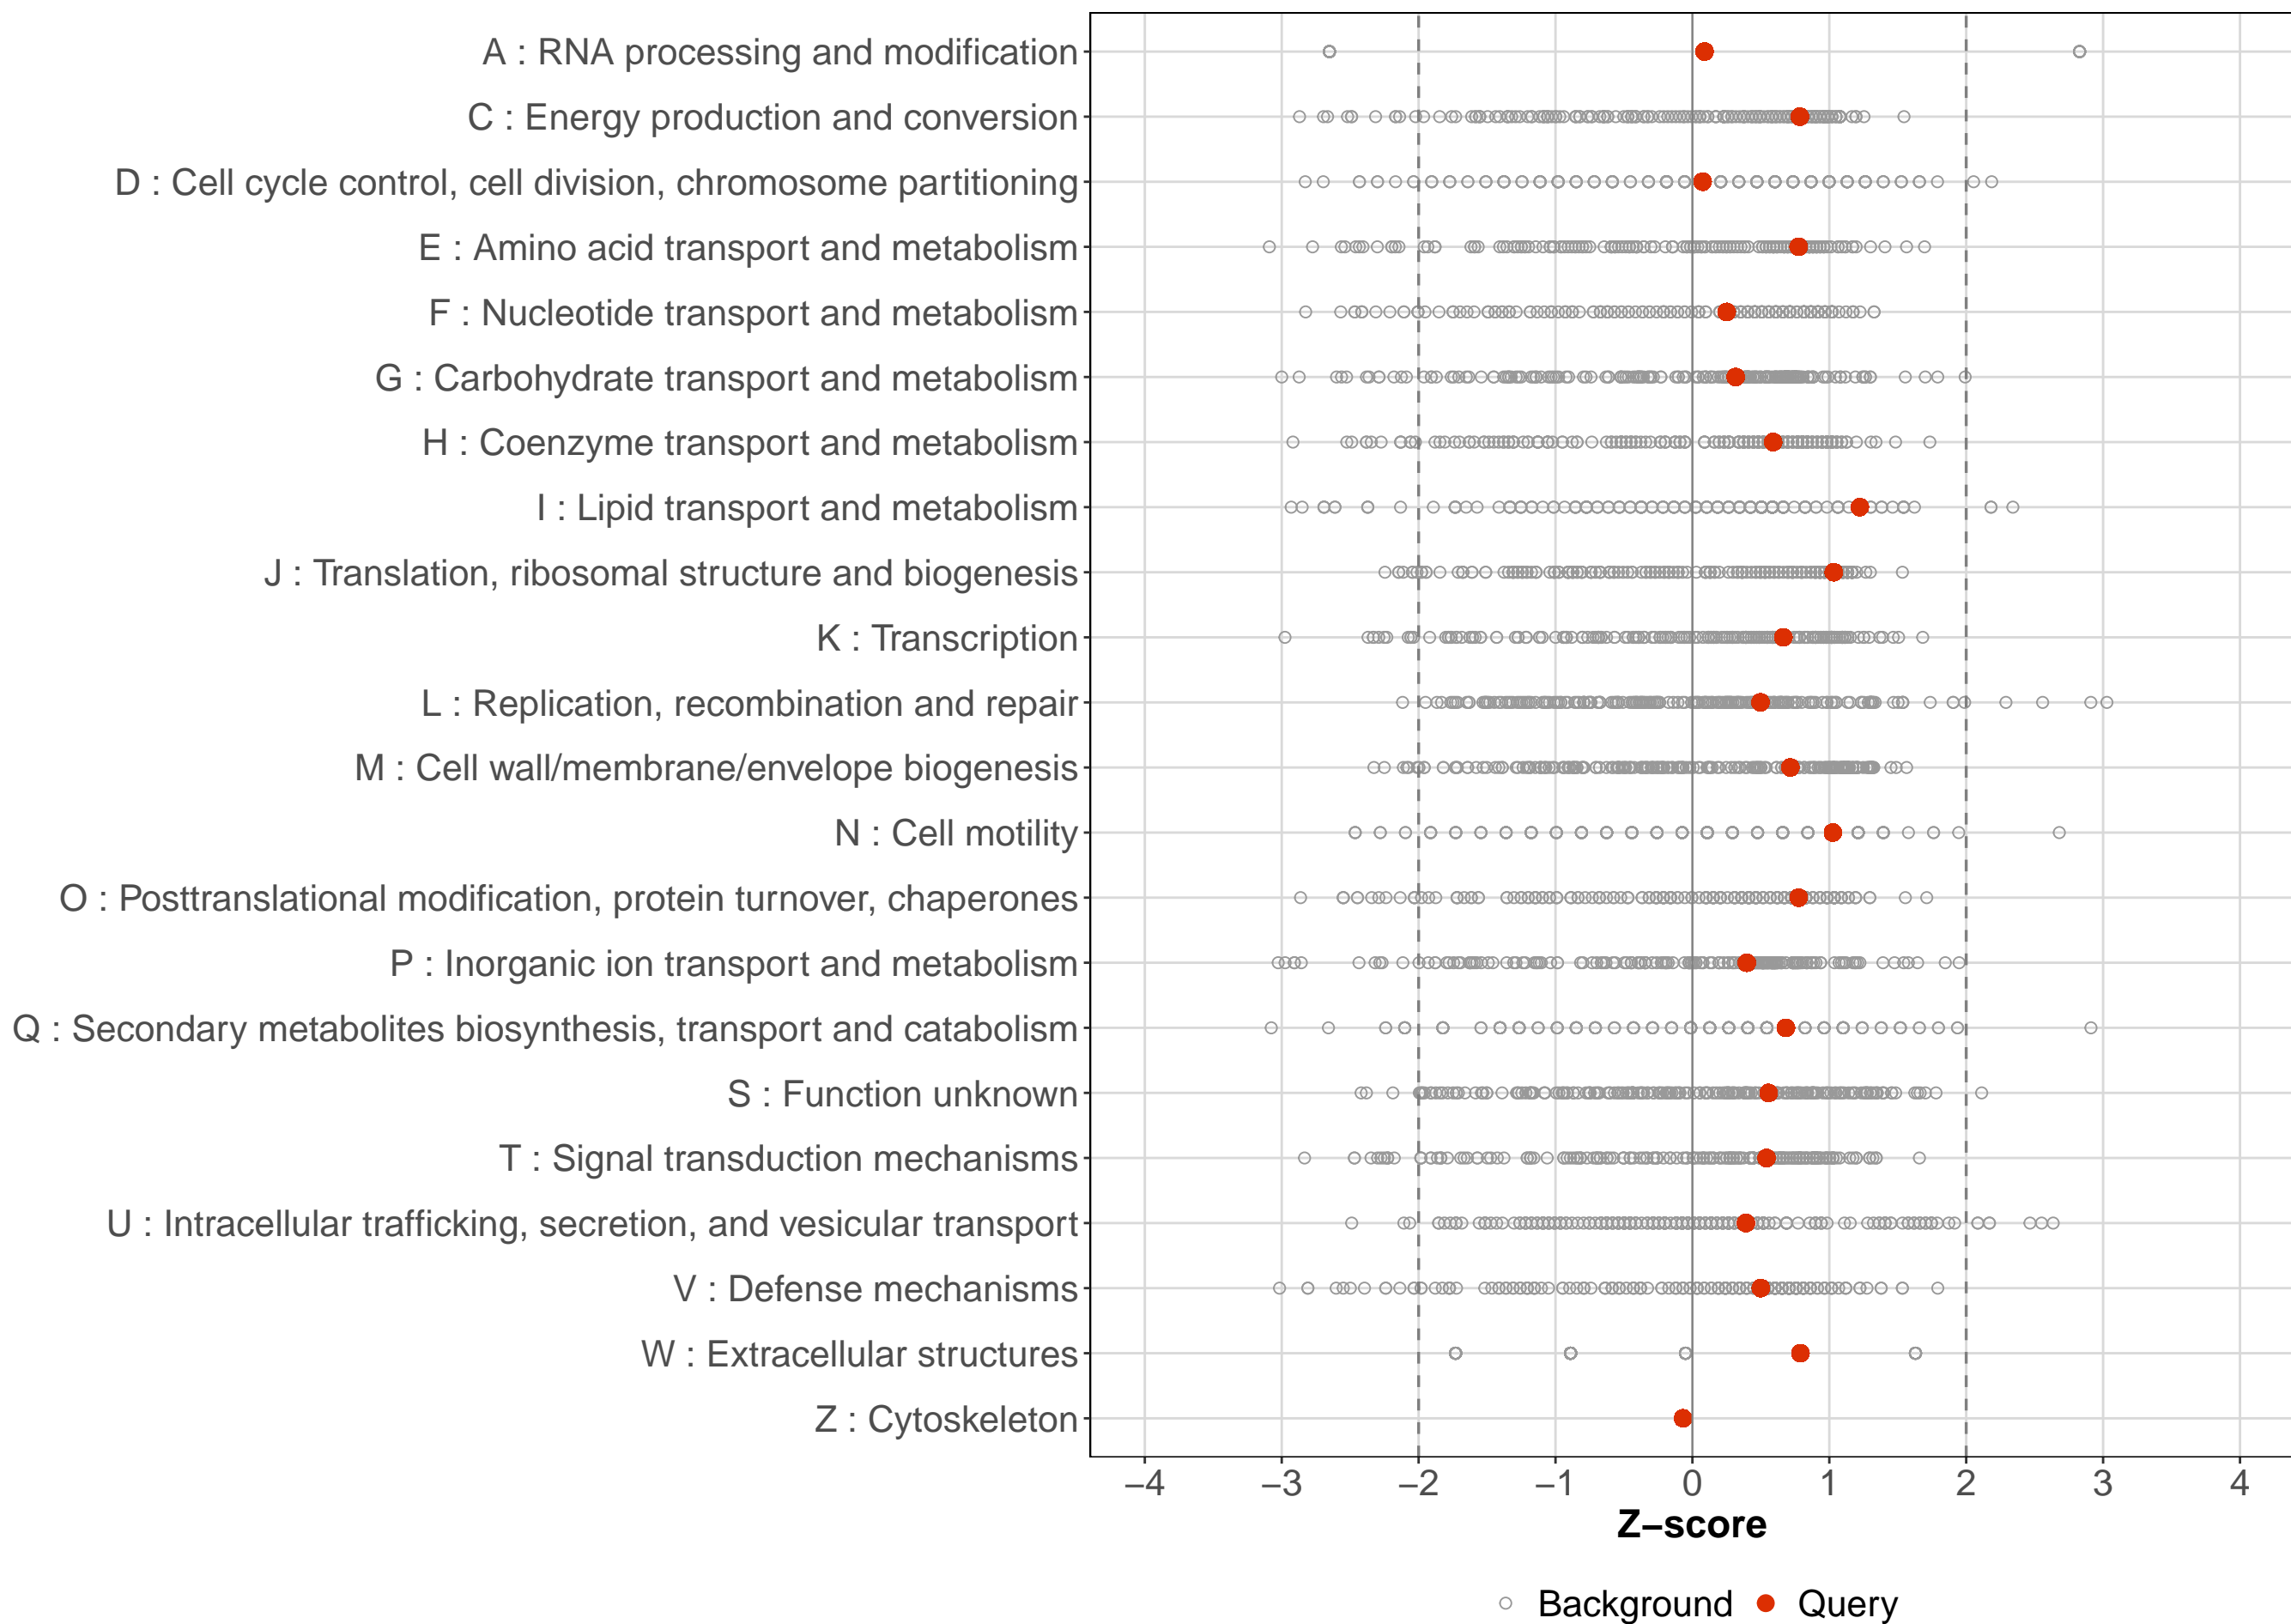 A : RNA processing and modification
C : Energy production and conversion
D : Cell cycle control, cell division, chromosome partitioning
E : Amino acid transport and metabolism
F : Nucleotide transport and metabolism
G : Carbohydrate transport and metabolism
H : Coenzyme transport and metabolism
I : Lipid transport and metabolism
J : Translation, ribosomal structure and biogenesis
K : Transcription
L : Replication, recombination and repair
M : Cell wall/membrane/envelope biogenesis
N : Cell motility
O : Posttranslational modification, protein turnover, chaperones
P : Inorganic ion transport and metabolism
Q : Secondary metabolites biosynthesis, transport and catabolism
S : Function unknown
T : Signal transduction mechanisms
U : Intracellular trafficking, secretion, and vesicular transport
V : Defense mechanisms
W : Extracellular structures
Z : Cytoskeleton
−4 −3 −2 −1 0 1 2 3 4
Z−score
Background Query